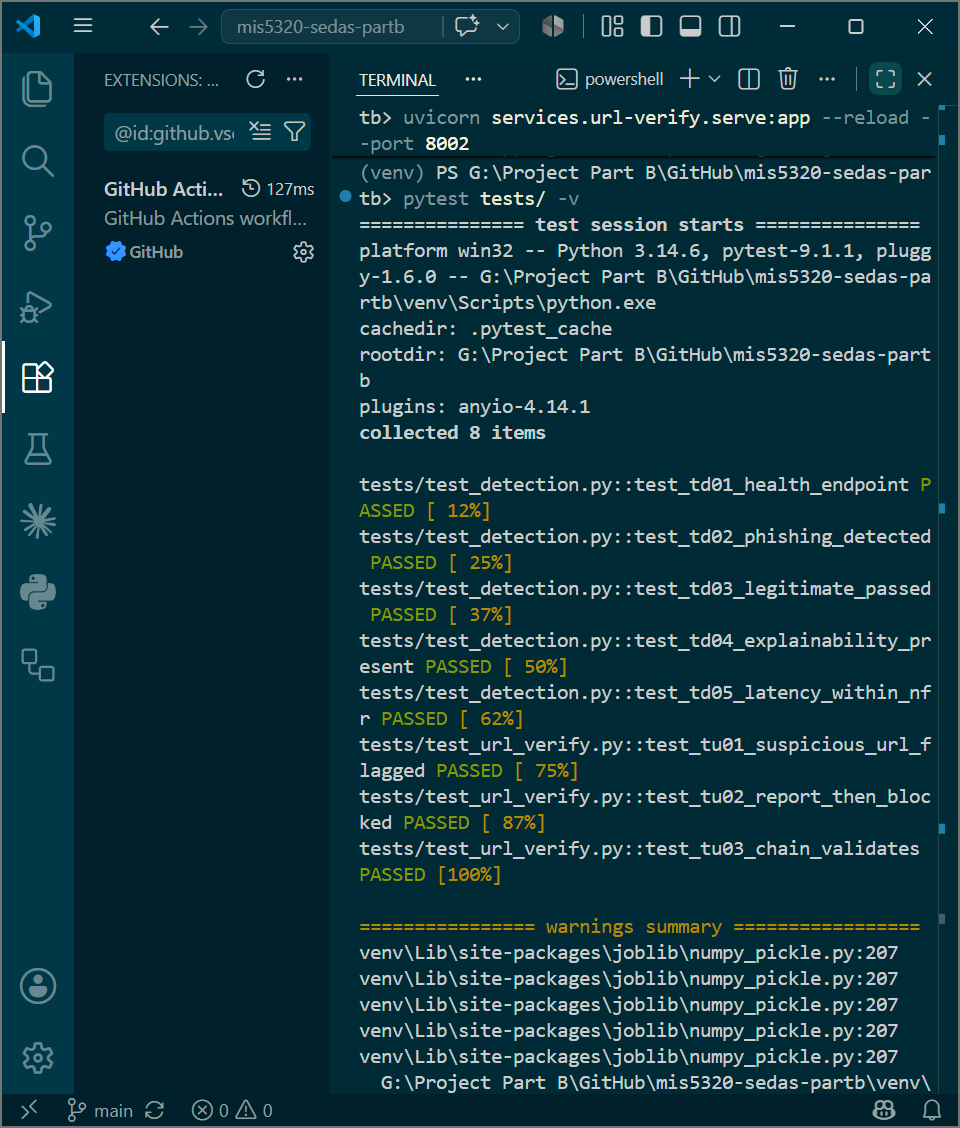 mis5320-sedas-partb
EXTENSIONS: ...
@id:github.vs
GitHub Acti... 127ms
GitHub Actions workfl...
GitHub
TERMINAL
powershell
tb> uvicorn services.url-verify.serve:app --reload -
-port 8002
(venv) PS G:\Project Part B\GitHub\mis5320-sedas-par
tb> pytest tests/ -v
================ test session starts ===============
platform win32 -- Python 3.14.6, pytest-9.1.1, plugg
y-1.6.0 -- G:\Project Part B\GitHub\mis5320-sedas-pa
rtb\venv\Scripts\python.exe
cachedir: .pytest_cache
rootdir: G:\Project Part B\GitHub\mis5320-sedas-part
b
plugins: anyio-4.14.1
collected 8 items
tests/test_detection.py::test_td01_health_endpoint P
ASSED [ 12%]
tests/test_detection.py::test_td02_phishing_detected
PASSED [ 25%]
tests/test_detection.py::test_td03_legitimate_passed
PASSED [ 37%]
tests/test_detection.py::test_td04_explainability_pr
esent PASSED [ 50%]
tests/test_detection.py::test_td05_latency_within_nf
r PASSED [ 62%]
tests/test_url_verify.py::test_tu01_suspicious_url_f
lagged PASSED [ 75%]
tests/test_url_verify.py::test_tu02_report_then_bloc
ked PASSED [ 87%]
tests/test_url_verify.py::test_tu03_chain_validates
PASSED [100%]
================ warnings summary =================
venv\Lib\site-packages\joblib\numpy_pickle.py:207
venv\Lib\site-packages\joblib\numpy_pickle.py:207
venv\Lib\site-packages\joblib\numpy_pickle.py:207
venv\Lib\site-packages\joblib\numpy_pickle.py:207
venv\Lib\site-packages\joblib\numpy_pickle.py:207
G:\Project Part B\GitHub\mis5320-sedas-partb\venv\
main 0 0